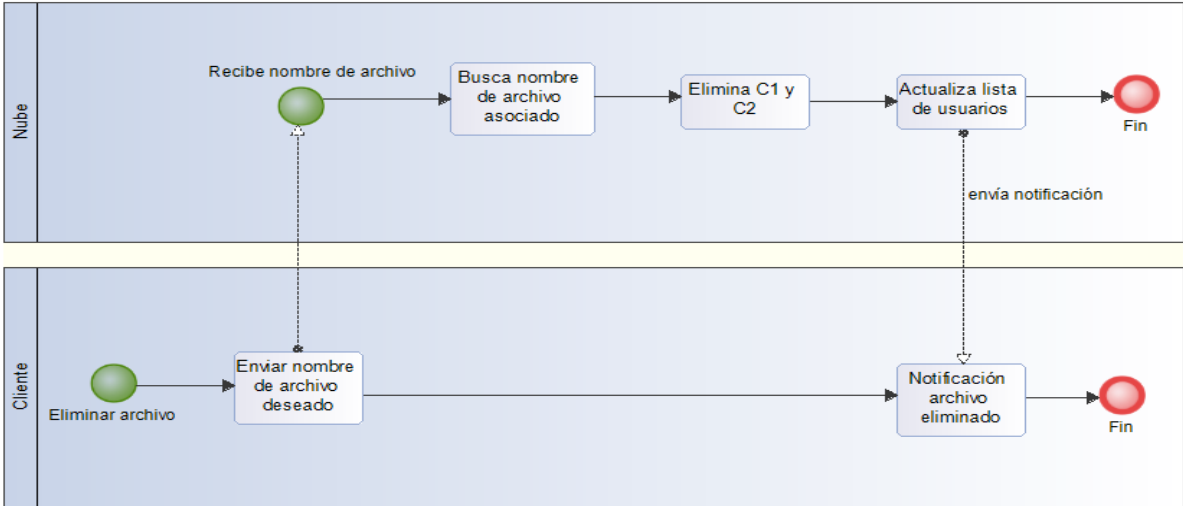 Nube
Recibe nombre de archivo
Busca nombre
de archivo
asociado
Elimina C1 y
C2
Actualiza lista
de usuarios
Fin
envía notificación
Cliente
Eliminar archivo
Enviar nombre
de archivo
deseado
Notificación
archivo
eliminado
Fin